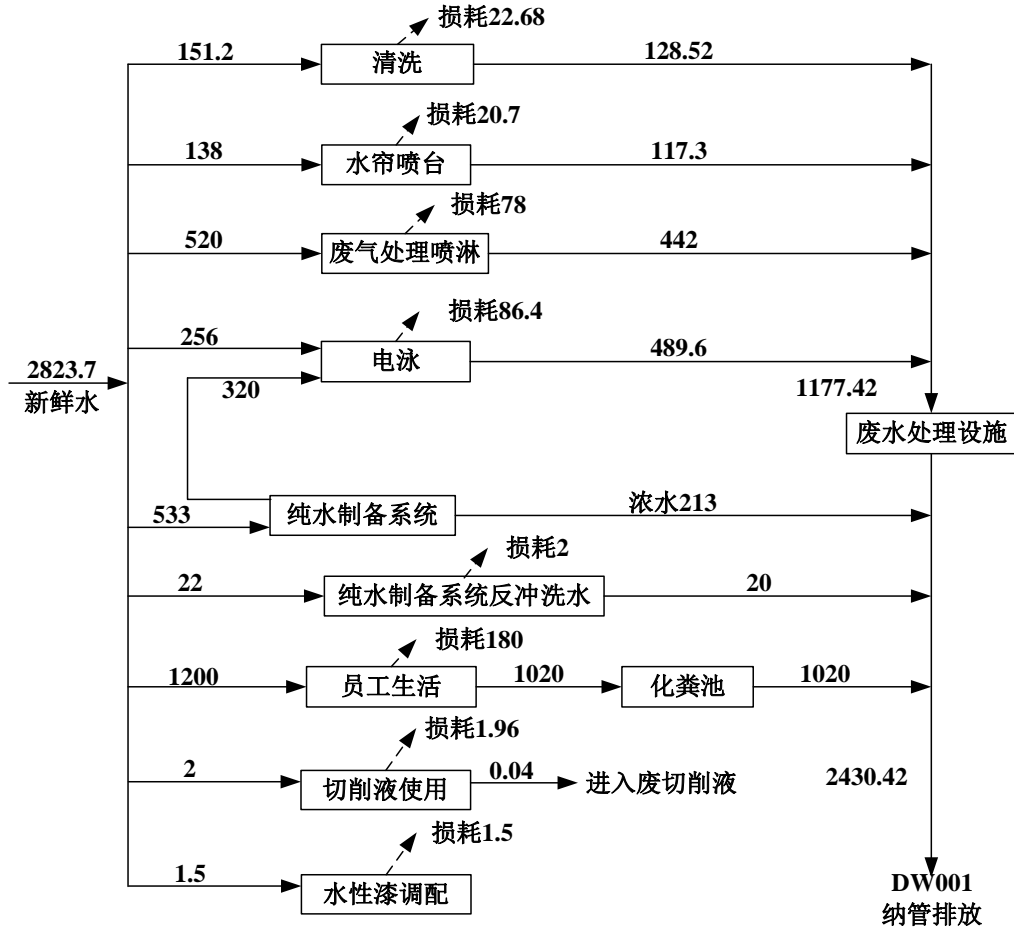 损耗22.68
151.2
清洗
128.52
损耗20.7
138
水帘喷台
117.3
损耗78
520
废气处理喷淋
442
损耗86.4
256
电泳
489.6
2823.7
新鲜水
320
1177.42
废水处理设施
533
纯水制备系统
浓水213
损耗2
22
纯水制备系统反冲洗水
20
损耗180
1200
员工生活
1020
化粪池
1020
损耗1.96
2
切削液使用
0.04
进入废切削液
2430.42
损耗1.5
1.5
水性漆调配
DW001
纳管排放